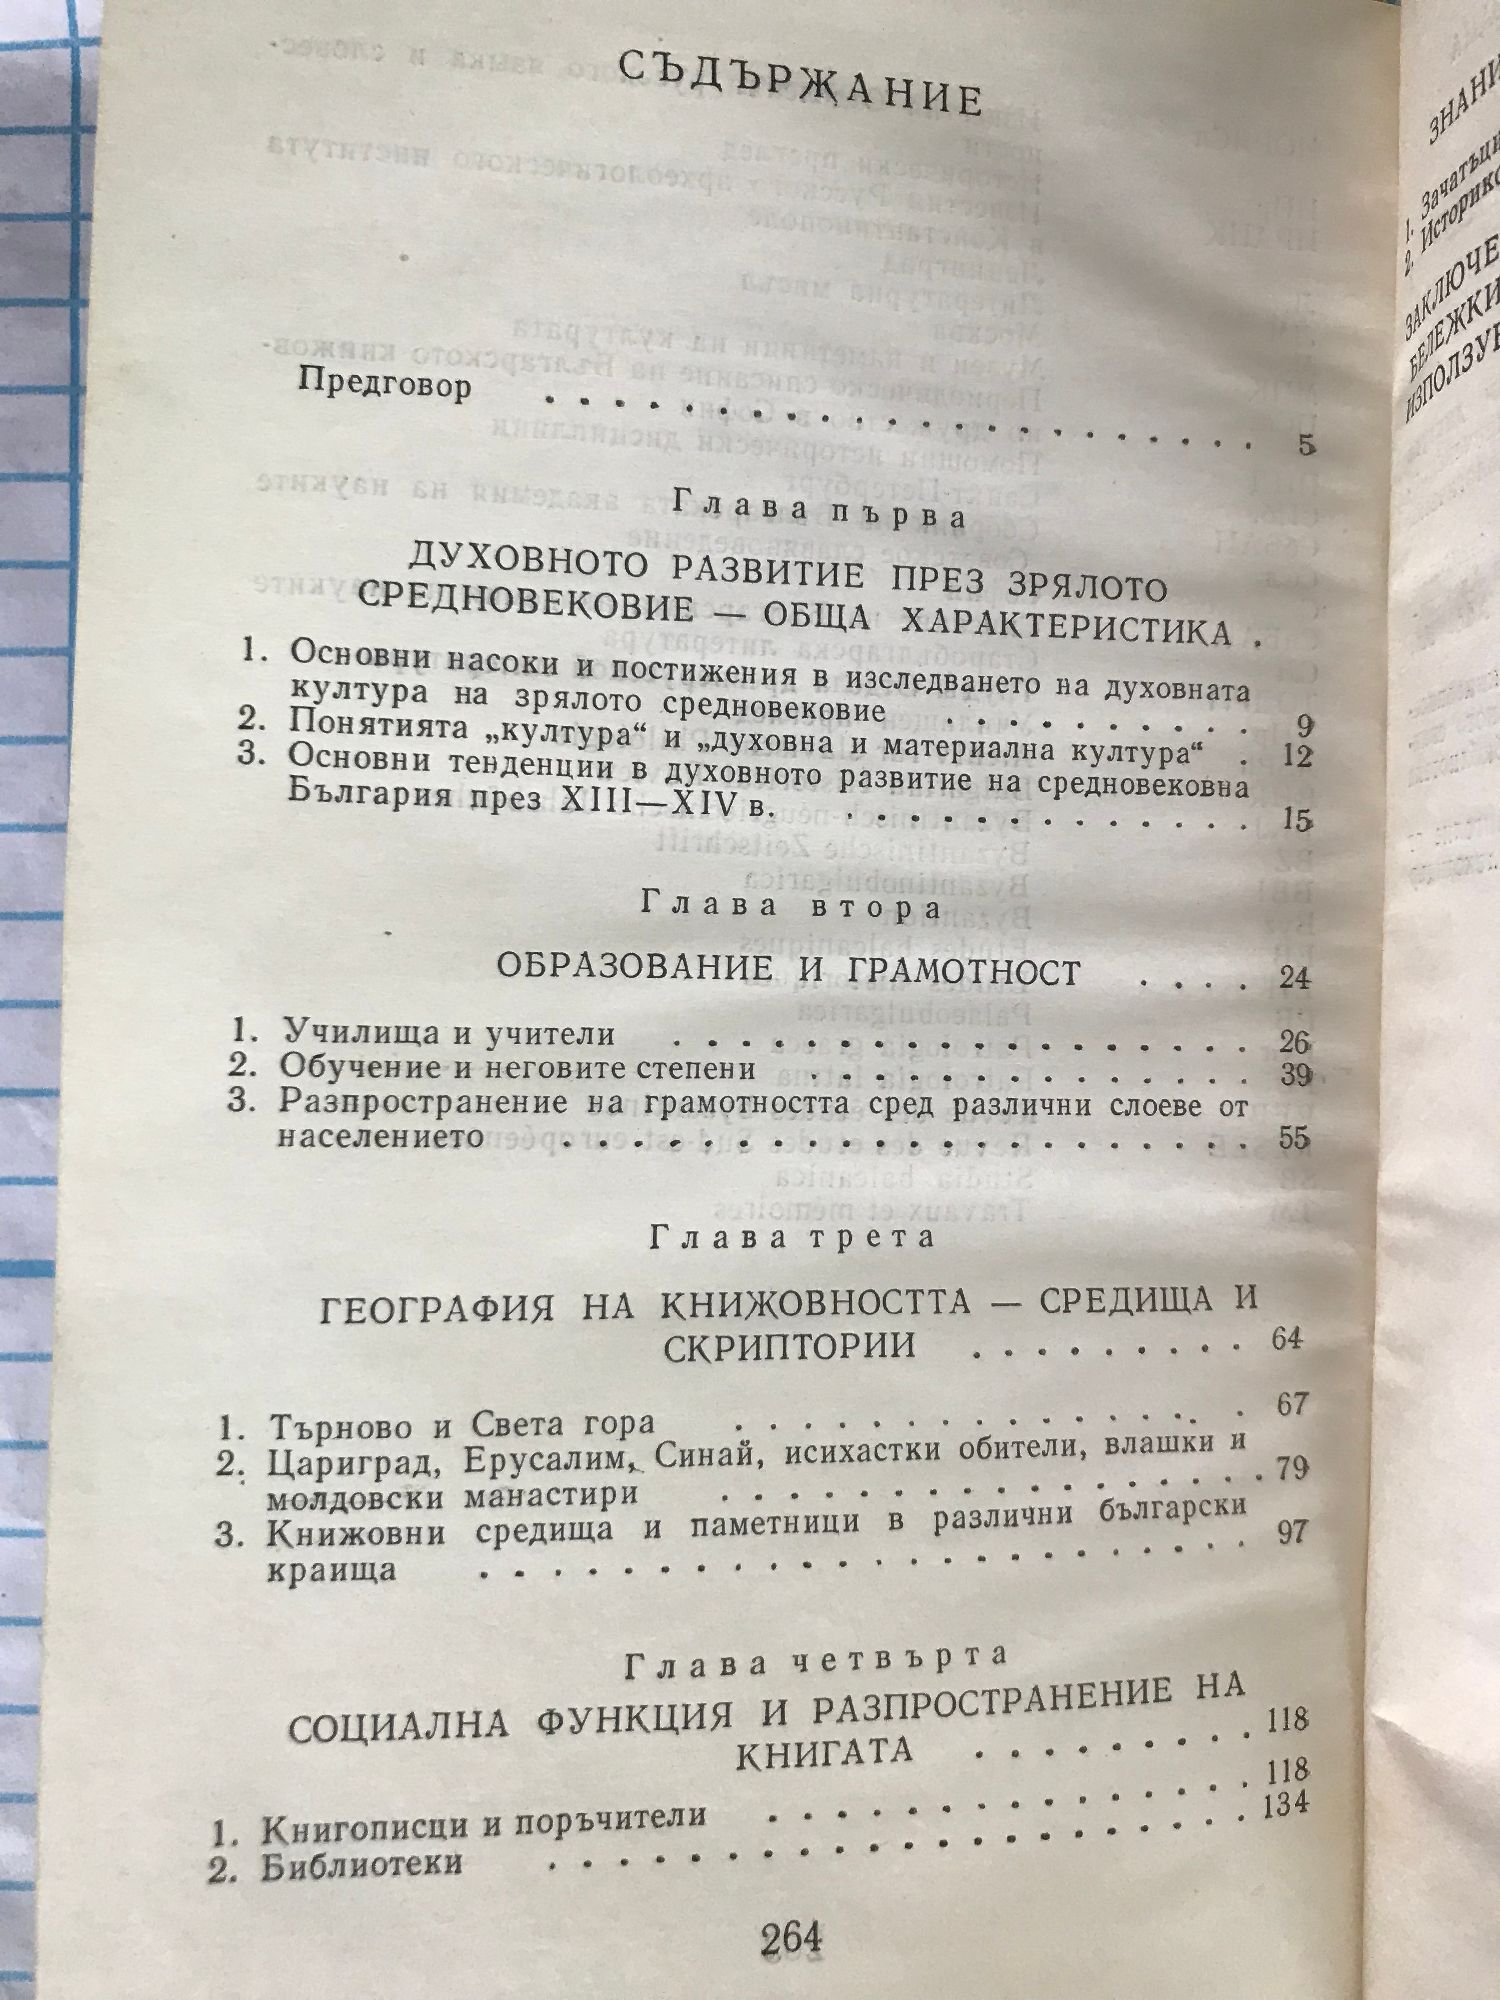 СЪДЪРЖАНИЕ
Предговор . . . . . . . . . . . . . . . . . . . . 5
Глава първа
ДУХОВНОТО РАЗВИТИЕ ПРЕЗ ЗРЯЛОТО
СРЕДНОВЕКОВИЕ — ОБЩА ХАРАКТЕРИСТИКА .
1. Основни насоки и постижения в изследването на духовната
култура на зрялото средновековие . . . . . . . . . 9
2. Понятията „култура“ и „духовна и материална култура“ . 12
3. Основни тенденции в духовното развитие на средновековна
България през XIII—XIV в. . . . . . . . . . . . . 15
Глава втора
ОБРАЗОВАНИЕ И ГРАМОТНОСТ . . . . 24
1. Училища и учители . . . . . . . . . . . . . . . . . 26
2. Обучение и неговите степени . . . . . . . . . . . . . 39
3. Разпространение на грамотността сред различни слоеве от
населението . . . . . . . . . . . . . . . . . . . . 55
Глава трета
ГЕОГРАФИЯ НА КНИЖОВНОСТТА — СРЕДИЩА И
СКРИПТОРИИ . . . . . . . . . 64
1. Търново и Света гора . . . . . . . . . . . . . . . 67
2. Цариград, Ерусалим, Синай, исихастки обители, влашки и
молдовски манастири . . . . . . . . . . . . . . . . 79
3. Книжовни средища и паметници в различни български
краища . . . . . . . . . . . . . . . . . . . . . . 97
Глава четвърта
СОЦИАЛНА ФУНКЦИЯ И РАЗПРОСТРАНЕНИЕ НА
КНИГАТА . . . . . . . . . 118
1. Книгописци и поръчители . . . . . . . . . . . . . . 118
2. Библиотеки . . . . . . . . . . . . . . . . . . . . 134
264
1. Зачатъци
2.